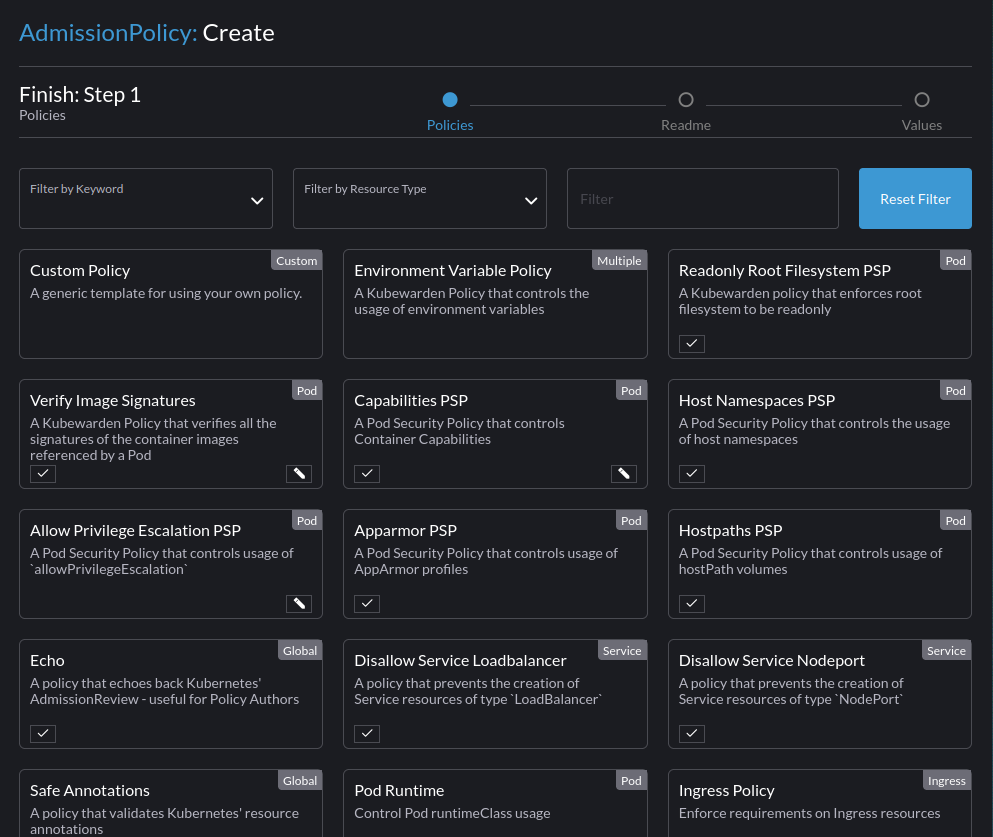 AdmissionPolicy: Create
Finish: Step 1
Policies
Policies
Readme
Values
Filter by Keyword
Filter by Resource Type
Filter
Reset Filter
Custom
Custom Policy
A generic template for using your own policy.
Multiple
Environment Variable Policy
A Kubewarden Policy that controls the
usage of environment variables
Pod
Readonly Root Filesystem PSP
A Kubewarden policy that enforces root
filesystem to be readonly
Pod
Verify Image Signatures
A Kubewarden Policy that verifies all the
signatures of the container images
referenced by a Pod
Pod
Capabilities PSP
A Pod Security Policy that controls
Container Capabilities
Pod
Host Namespaces PSP
A Pod Security Policy that controls the usage
of host namespaces
Pod
Allow Privilege Escalation PSP
A Pod Security Policy that controls usage of
`allowPrivilegeEscalation`
Pod
Apparmor PSP
A Pod Security Policy that controls usage of
AppArmor profiles
Pod
Hostpaths PSP
A Pod Security Policy that controls usage of
hostPath volumes
Global
Echo
A policy that echoes back Kubernetes'
AdmissionReview - useful for Policy Authors
Service
Disallow Service Loadbalancer
A policy that prevents the creation of
Service resources of type `LoadBalancer`
Service
Disallow Service Nodeport
A policy that prevents the creation of
Service resources of type `NodePort`
Global
Safe Annotations
A policy that validates Kubernetes' resource
annotations
Pod
Pod Runtime
Control Pod runtimeClass usage
Ingress
Ingress Policy
Enforce requirements on Ingress resources